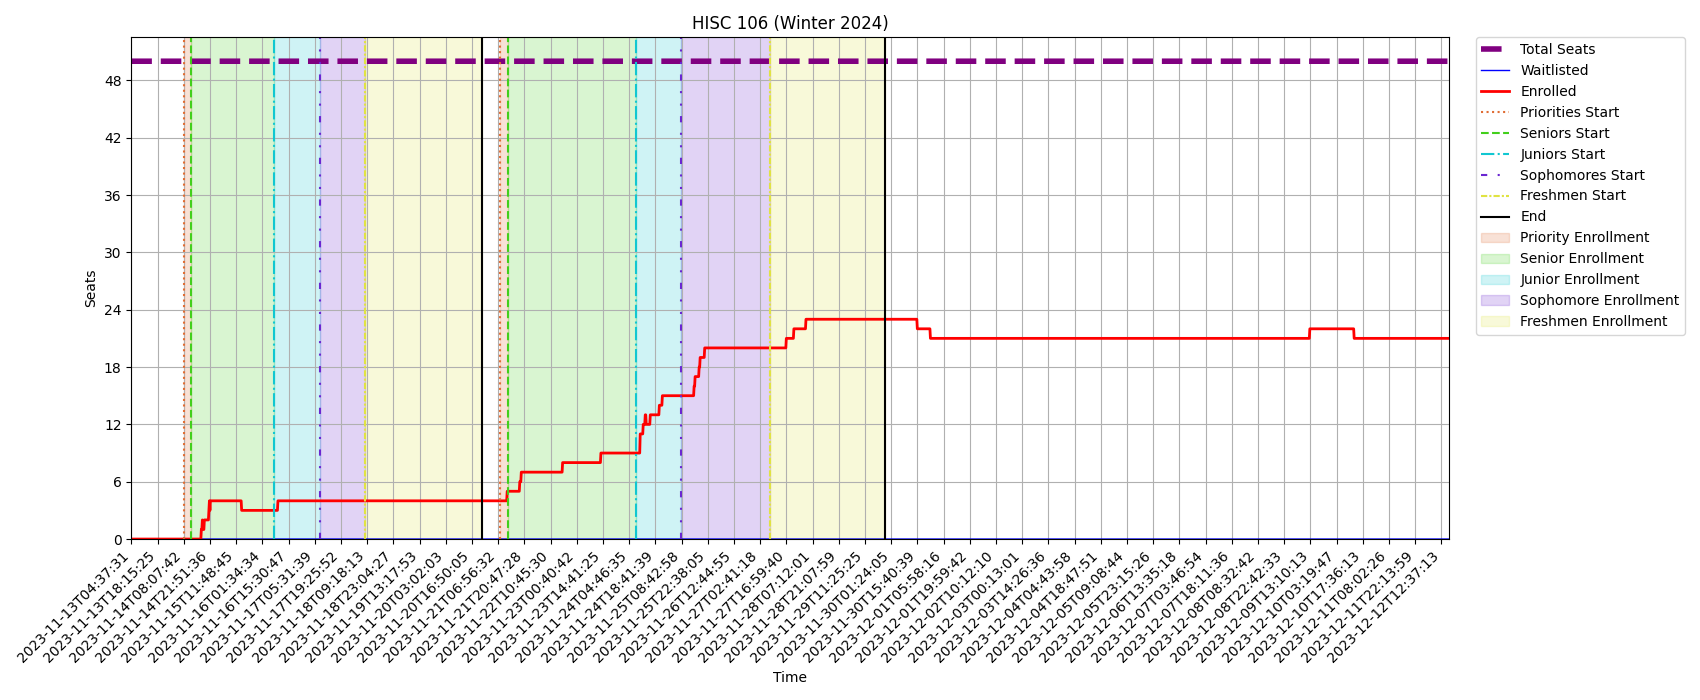 HISC 106 (Winter 2024)
Total Seats
Waitlisted
Enrolled
Priorities Start
Seniors Start
Juniors Start
Sophomores Start
Freshmen Start
End
Priority Enrollment
Senior Enrollment
Junior Enrollment
Sophomore Enrollment
Freshmen Enrollment
Seats
48
42
36
30
24
18
12
6
0
2023-11-13T04:37:31
2023-11-13T18:15:25
2023-11-14T08:07:42
2023-11-14T21:51:36
2023-11-15T11:48:45
2023-11-16T01:34:34
2023-11-16T15:30:47
2023-11-17T05:31:39
2023-11-17T19:25:52
2023-11-18T09:18:13
2023-11-18T23:04:27
2023-11-19T13:17:53
2023-11-20T03:02:03
2023-11-20T16:50:05
2023-11-21T06:56:32
2023-11-21T20:47:28
2023-11-22T10:45:30
2023-11-23T00:40:42
2023-11-23T14:41:25
2023-11-24T04:46:35
2023-11-24T18:41:39
2023-11-25T08:42:58
2023-11-25T22:38:05
2023-11-26T12:44:55
2023-11-27T02:41:18
2023-11-27T16:59:40
2023-11-28T07:12:01
2023-11-28T21:07:59
2023-11-29T11:25:25
2023-11-30T01:24:05
2023-11-30T15:40:39
2023-12-01T05:58:16
2023-12-01T19:59:42
2023-12-02T10:12:10
2023-12-03T00:13:01
2023-12-03T14:26:36
2023-12-04T04:43:58
2023-12-04T18:47:51
2023-12-05T09:08:44
2023-12-05T23:15:26
2023-12-06T13:35:18
2023-12-07T03:46:54
2023-12-07T18:11:36
2023-12-08T08:32:42
2023-12-08T22:42:33
2023-12-09T13:10:13
2023-12-10T03:19:47
2023-12-10T17:36:13
2023-12-11T08:02:26
2023-12-11T22:13:59
2023-12-12T12:37:13
Time